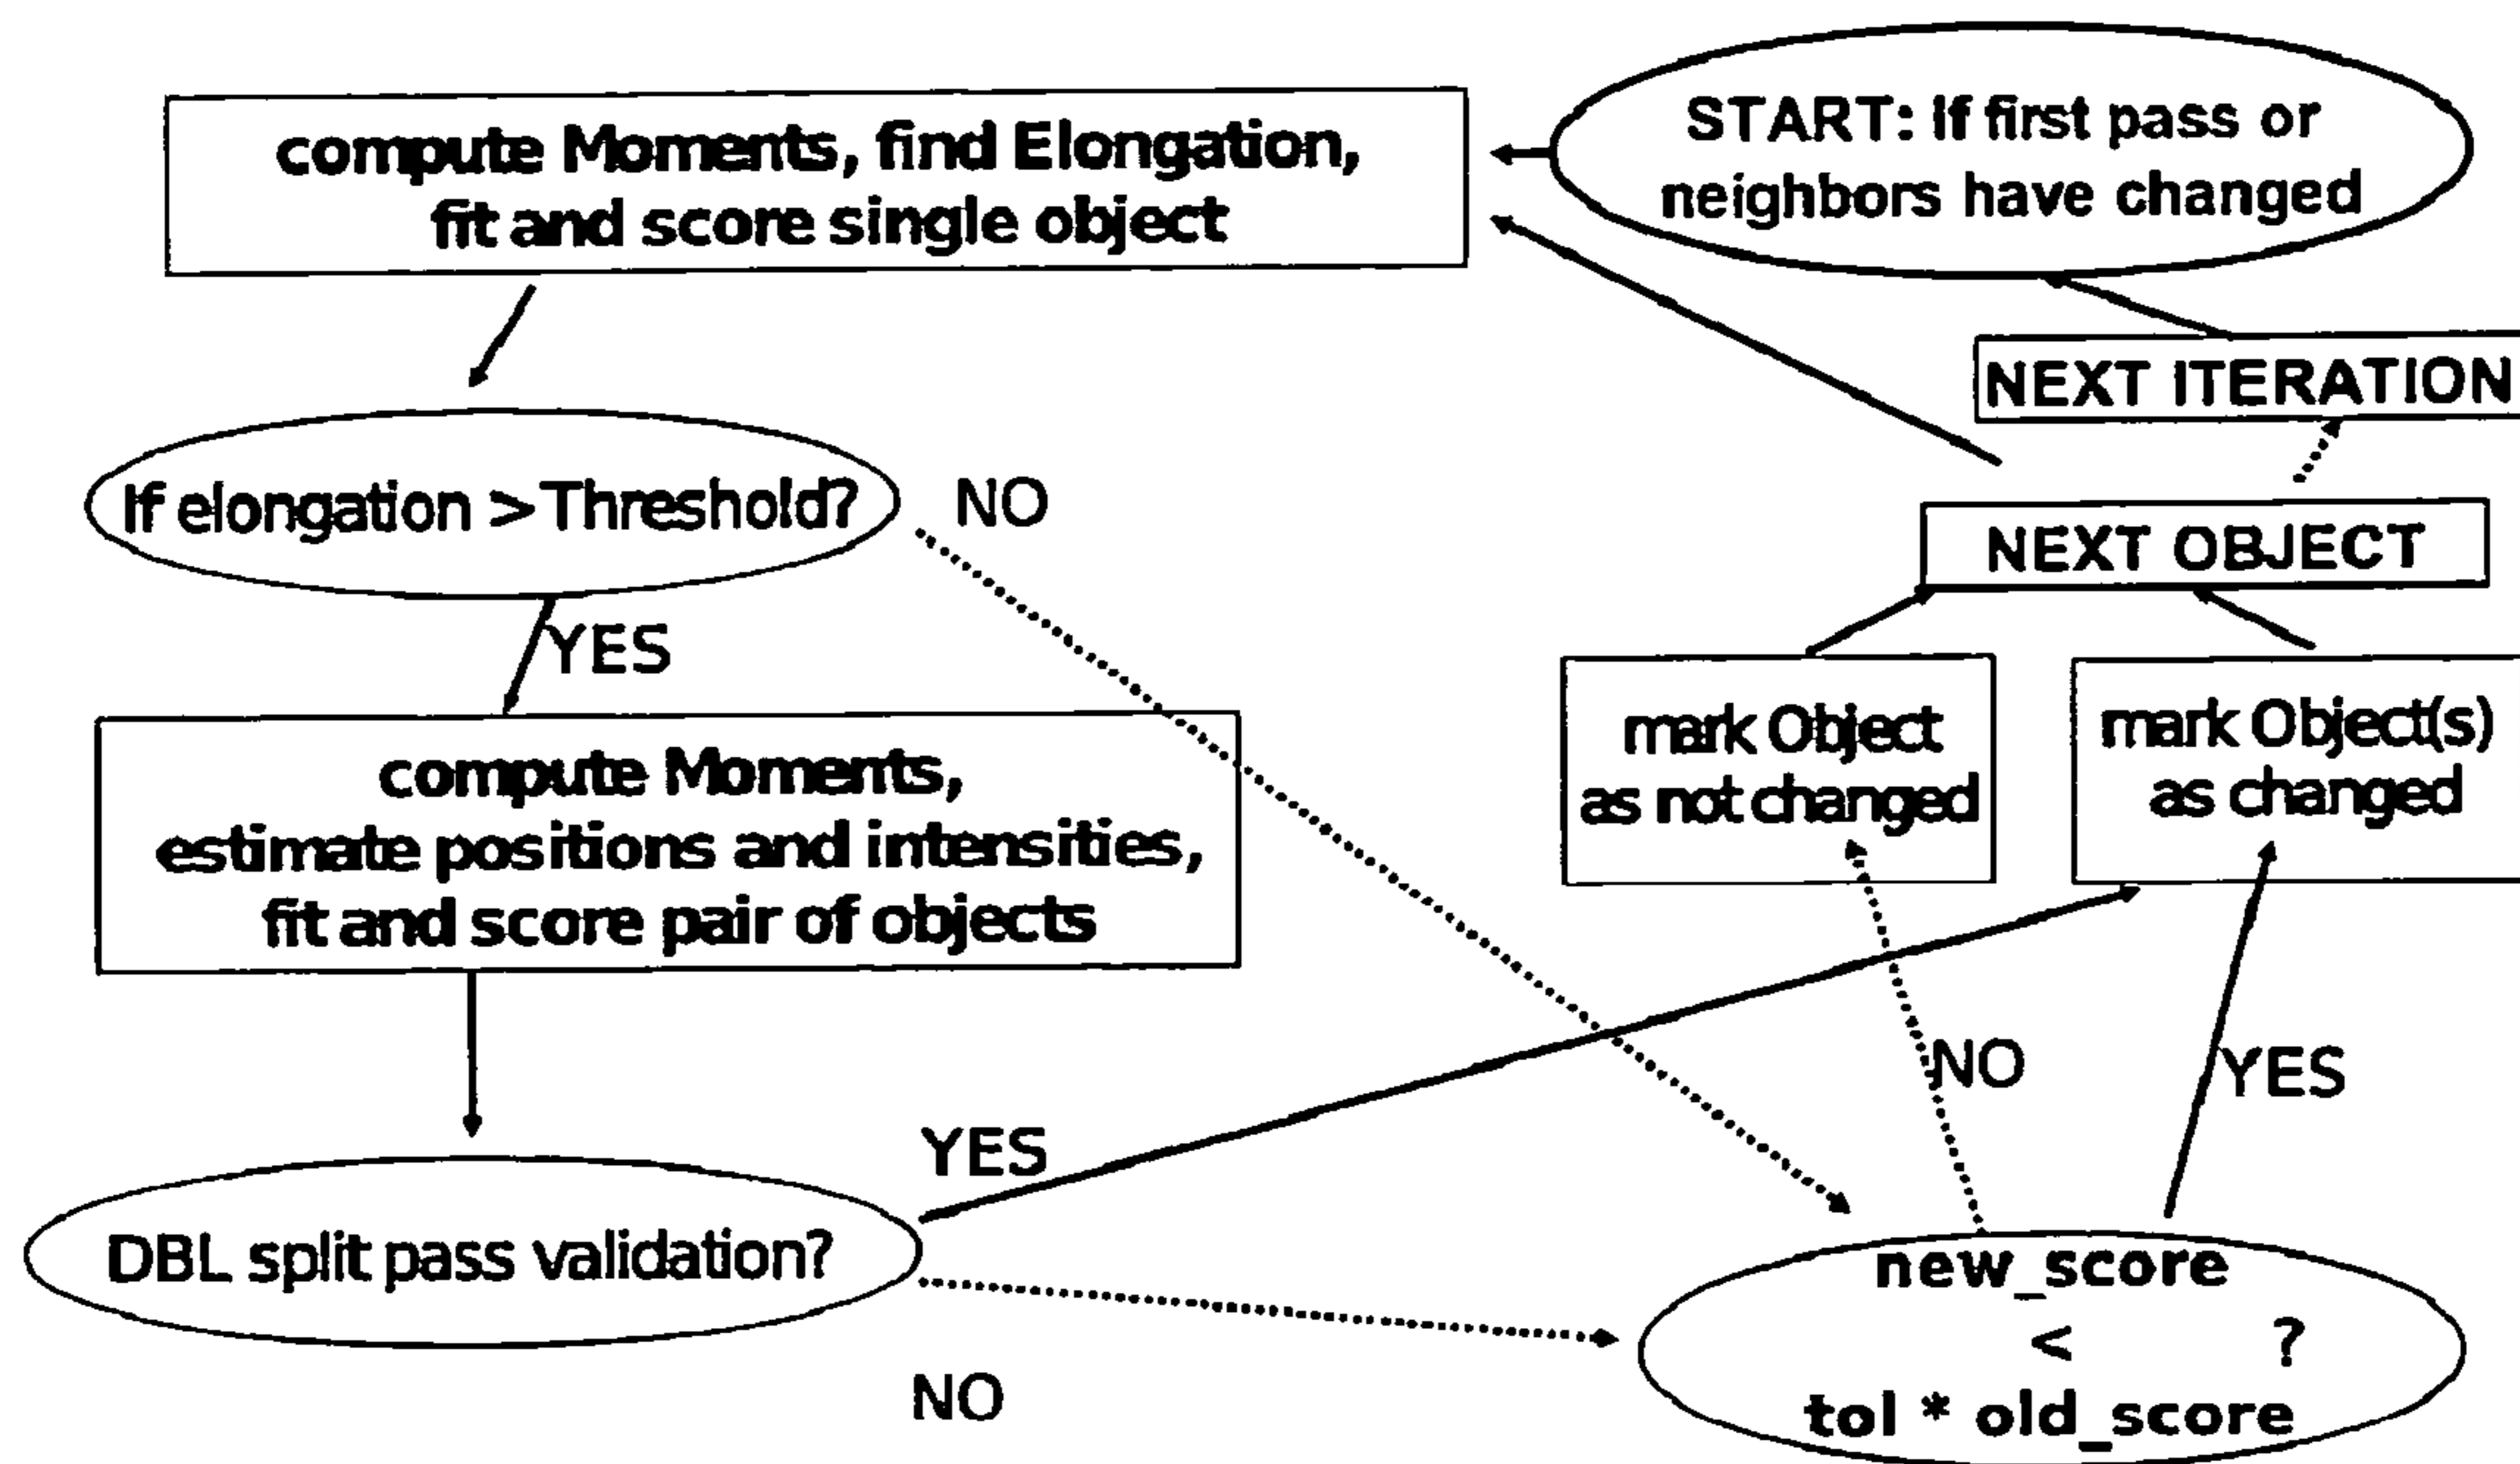 START: If first pass or
neighbors have changed
compute Moments, find Elongation,
fit and score single object
NEXT ITERATION
If elongation > Threshold?
NO
NEXT OBJECT
YES
mark Object
as not changed
mark Object(s)
as changed
compute Moments,
estimate positions and intensities,
fit and score pair of objects
NO
YES
YES
DBL split pass validation?
NO
new_score
< ?
tol * old_score